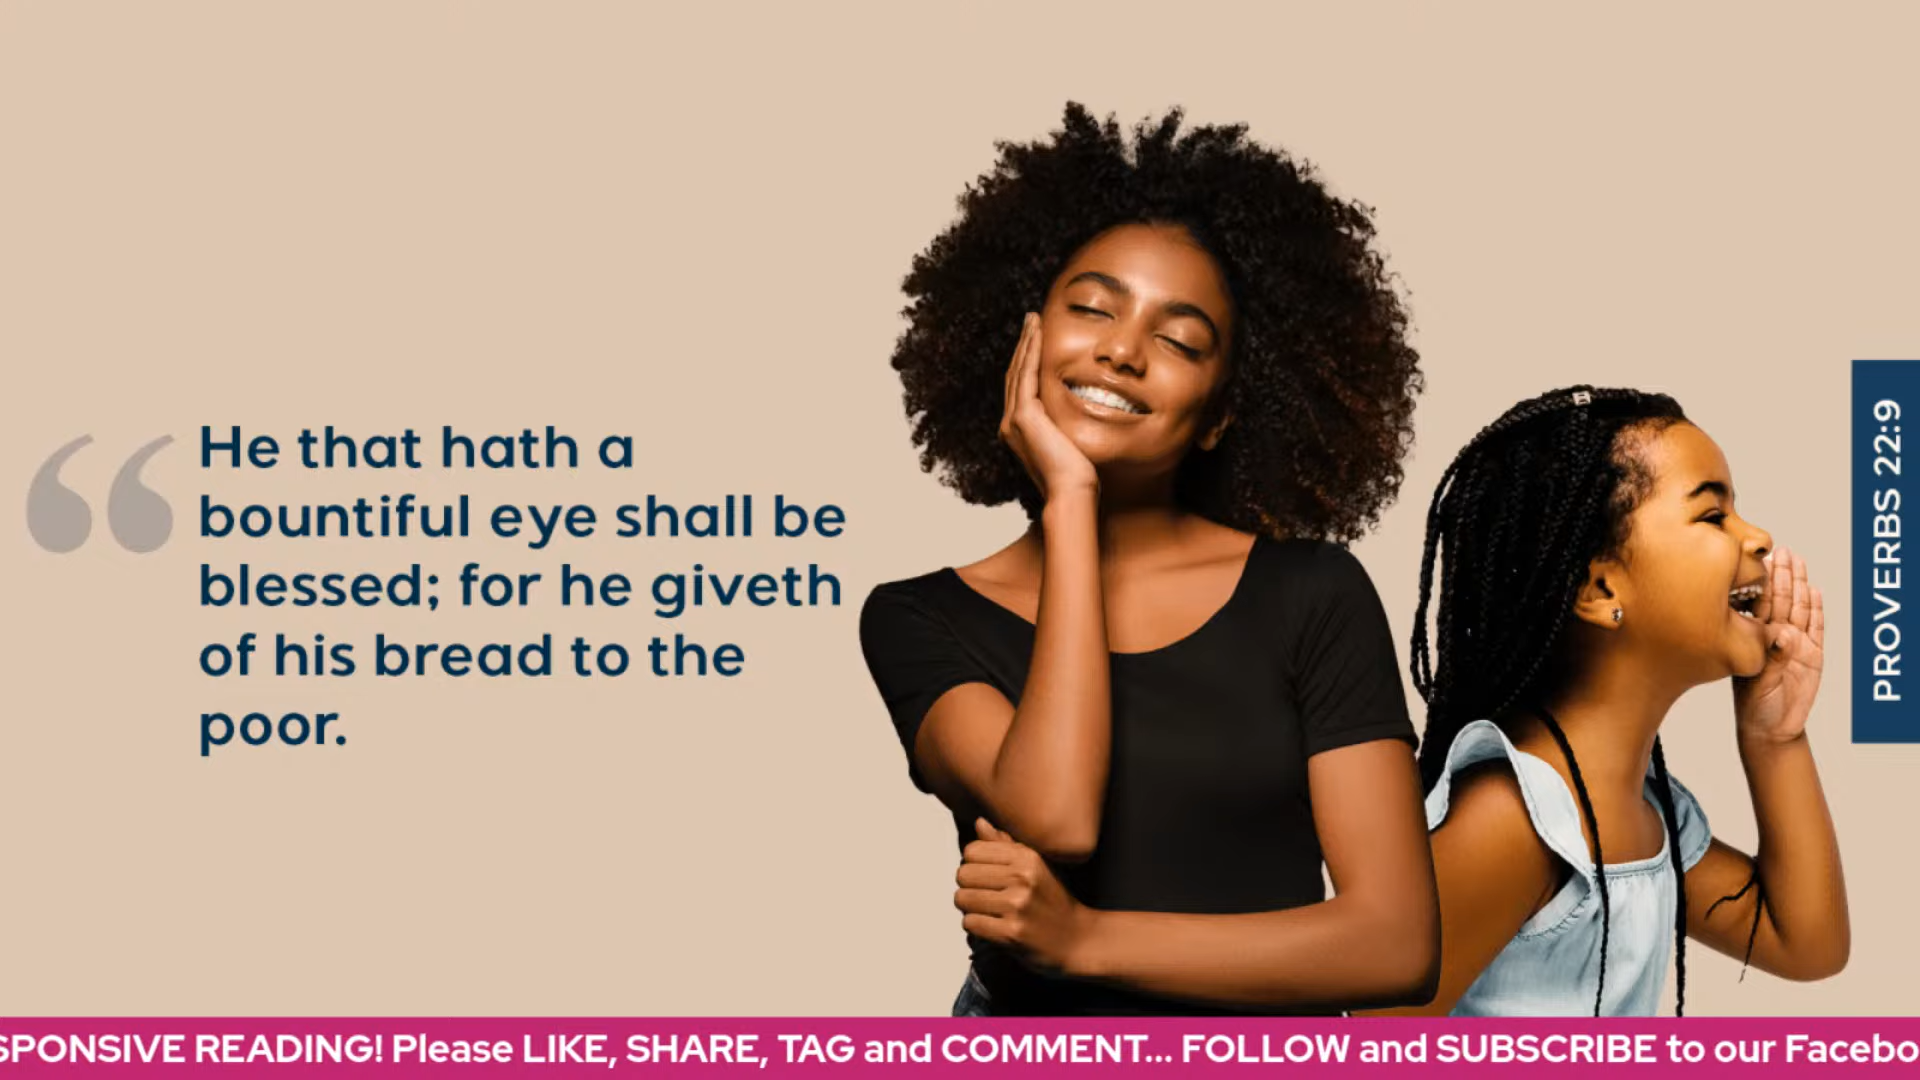 He that hath a
bountiful eye shall be
blessed; for he giveth
of his bread to the
poor.
PROVERBS 22:9
SPONSIVE READING! Please LIKE, SHARE, TAG and COMMENT... FOLLOW and SUBSCRIBE to our Facebo